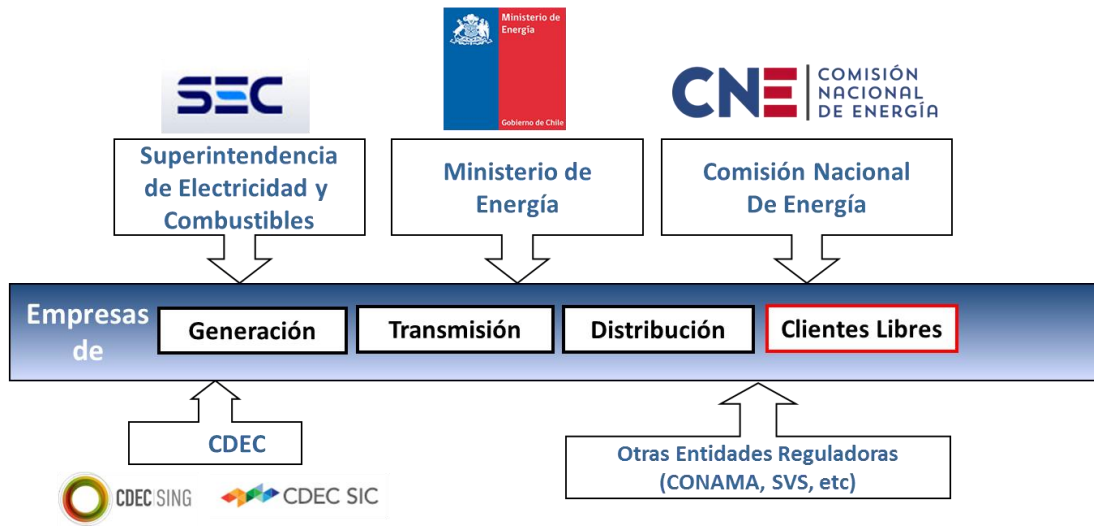 Ministerio de
Energía
Gobierno de Chile
SEC
CNE
COMISIÓN
NACIONAL
DE ENERGÍA
Superintendencia
de Electricidad y
Combustibles
Ministerio de
Energía
Comisión Nacional
De Energía
Empresas
de
Generación
Transmisión
Distribución
Clientes Libres
CDEC
Otras Entidades Reguladoras
(CONAMA, SVS, etc)
CDEC SING
CDEC SIC